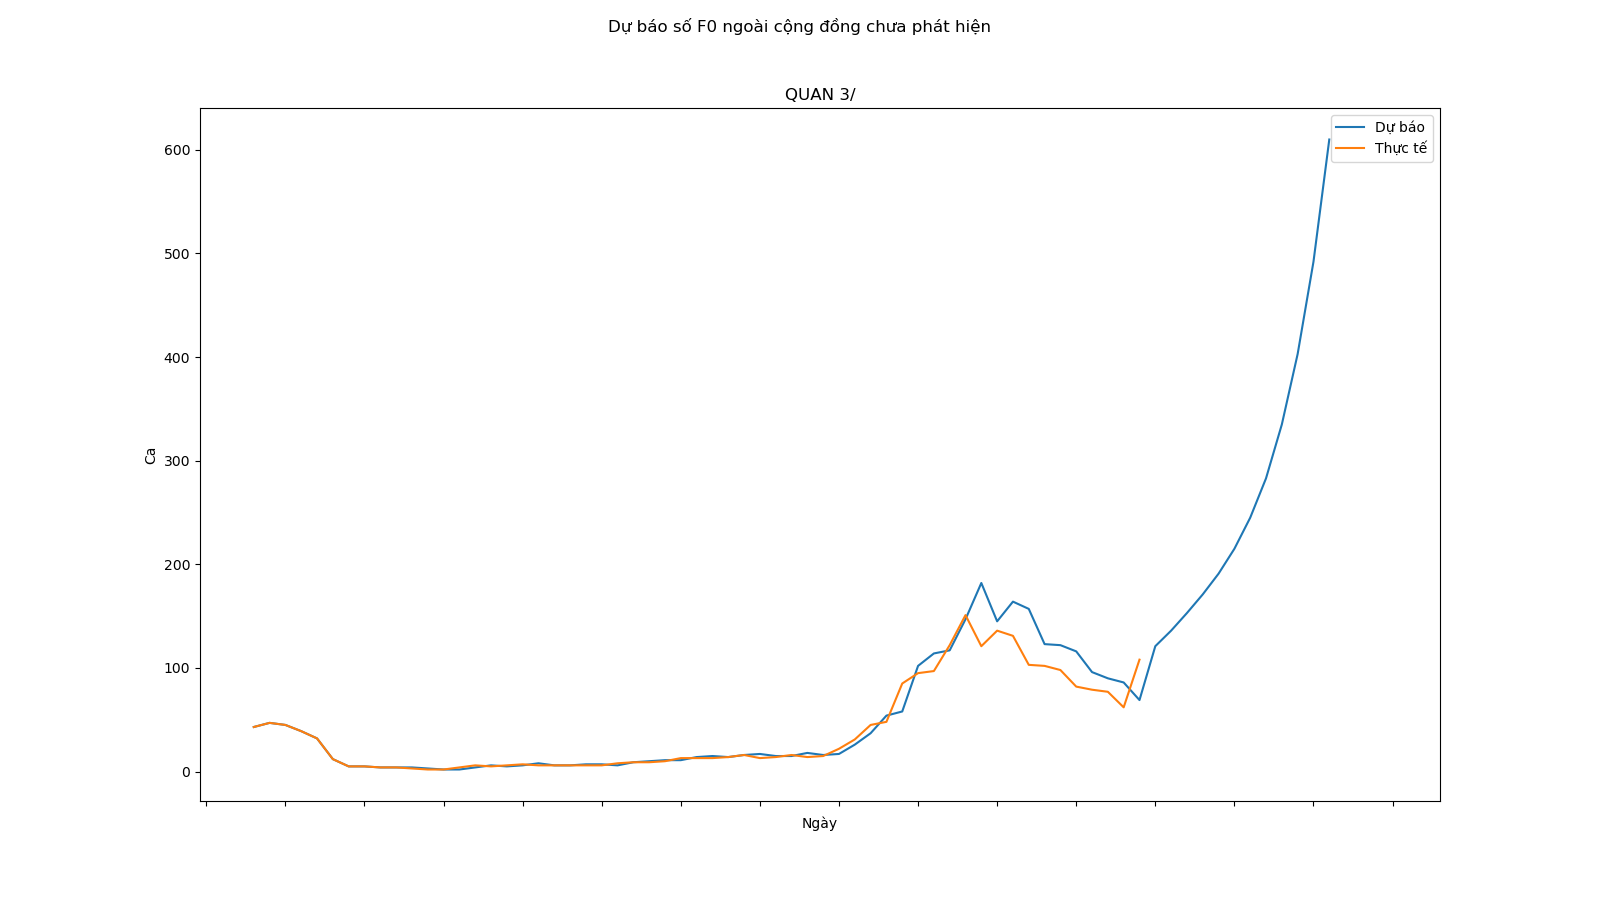 Dự báo số F0 ngoài cộng đồng chưa phát hiện
QUAN 3/
Dự báo
Thực tế
600
500
400
300
200
100
0
Ca
Ngày